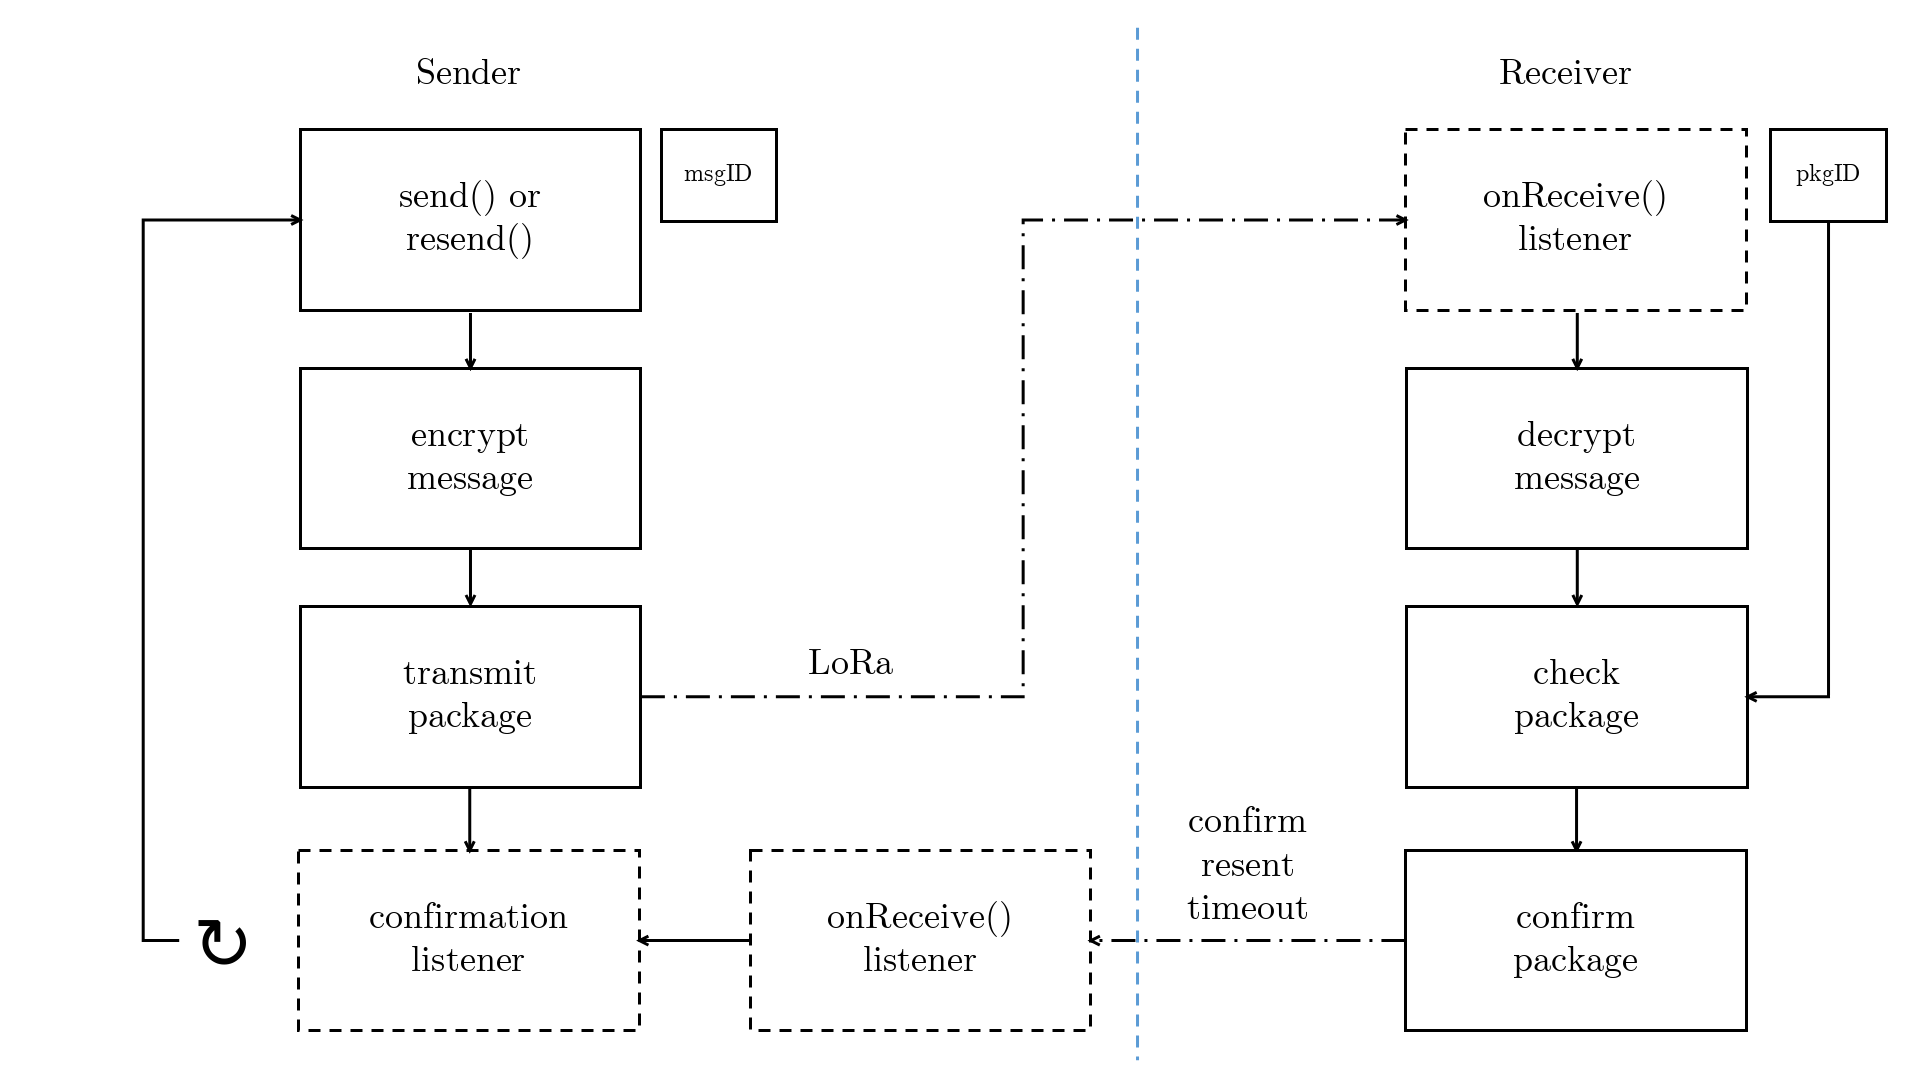 Sender
Receiver
send() or
resend()
msgID
onReceive()
listener
pkgID
encrypt
message
decrypt
message
transmit
package
LoRa
check
package
confirm
resent
timeout
↻
confirmation
listener
onReceive()
listener
confirm
package